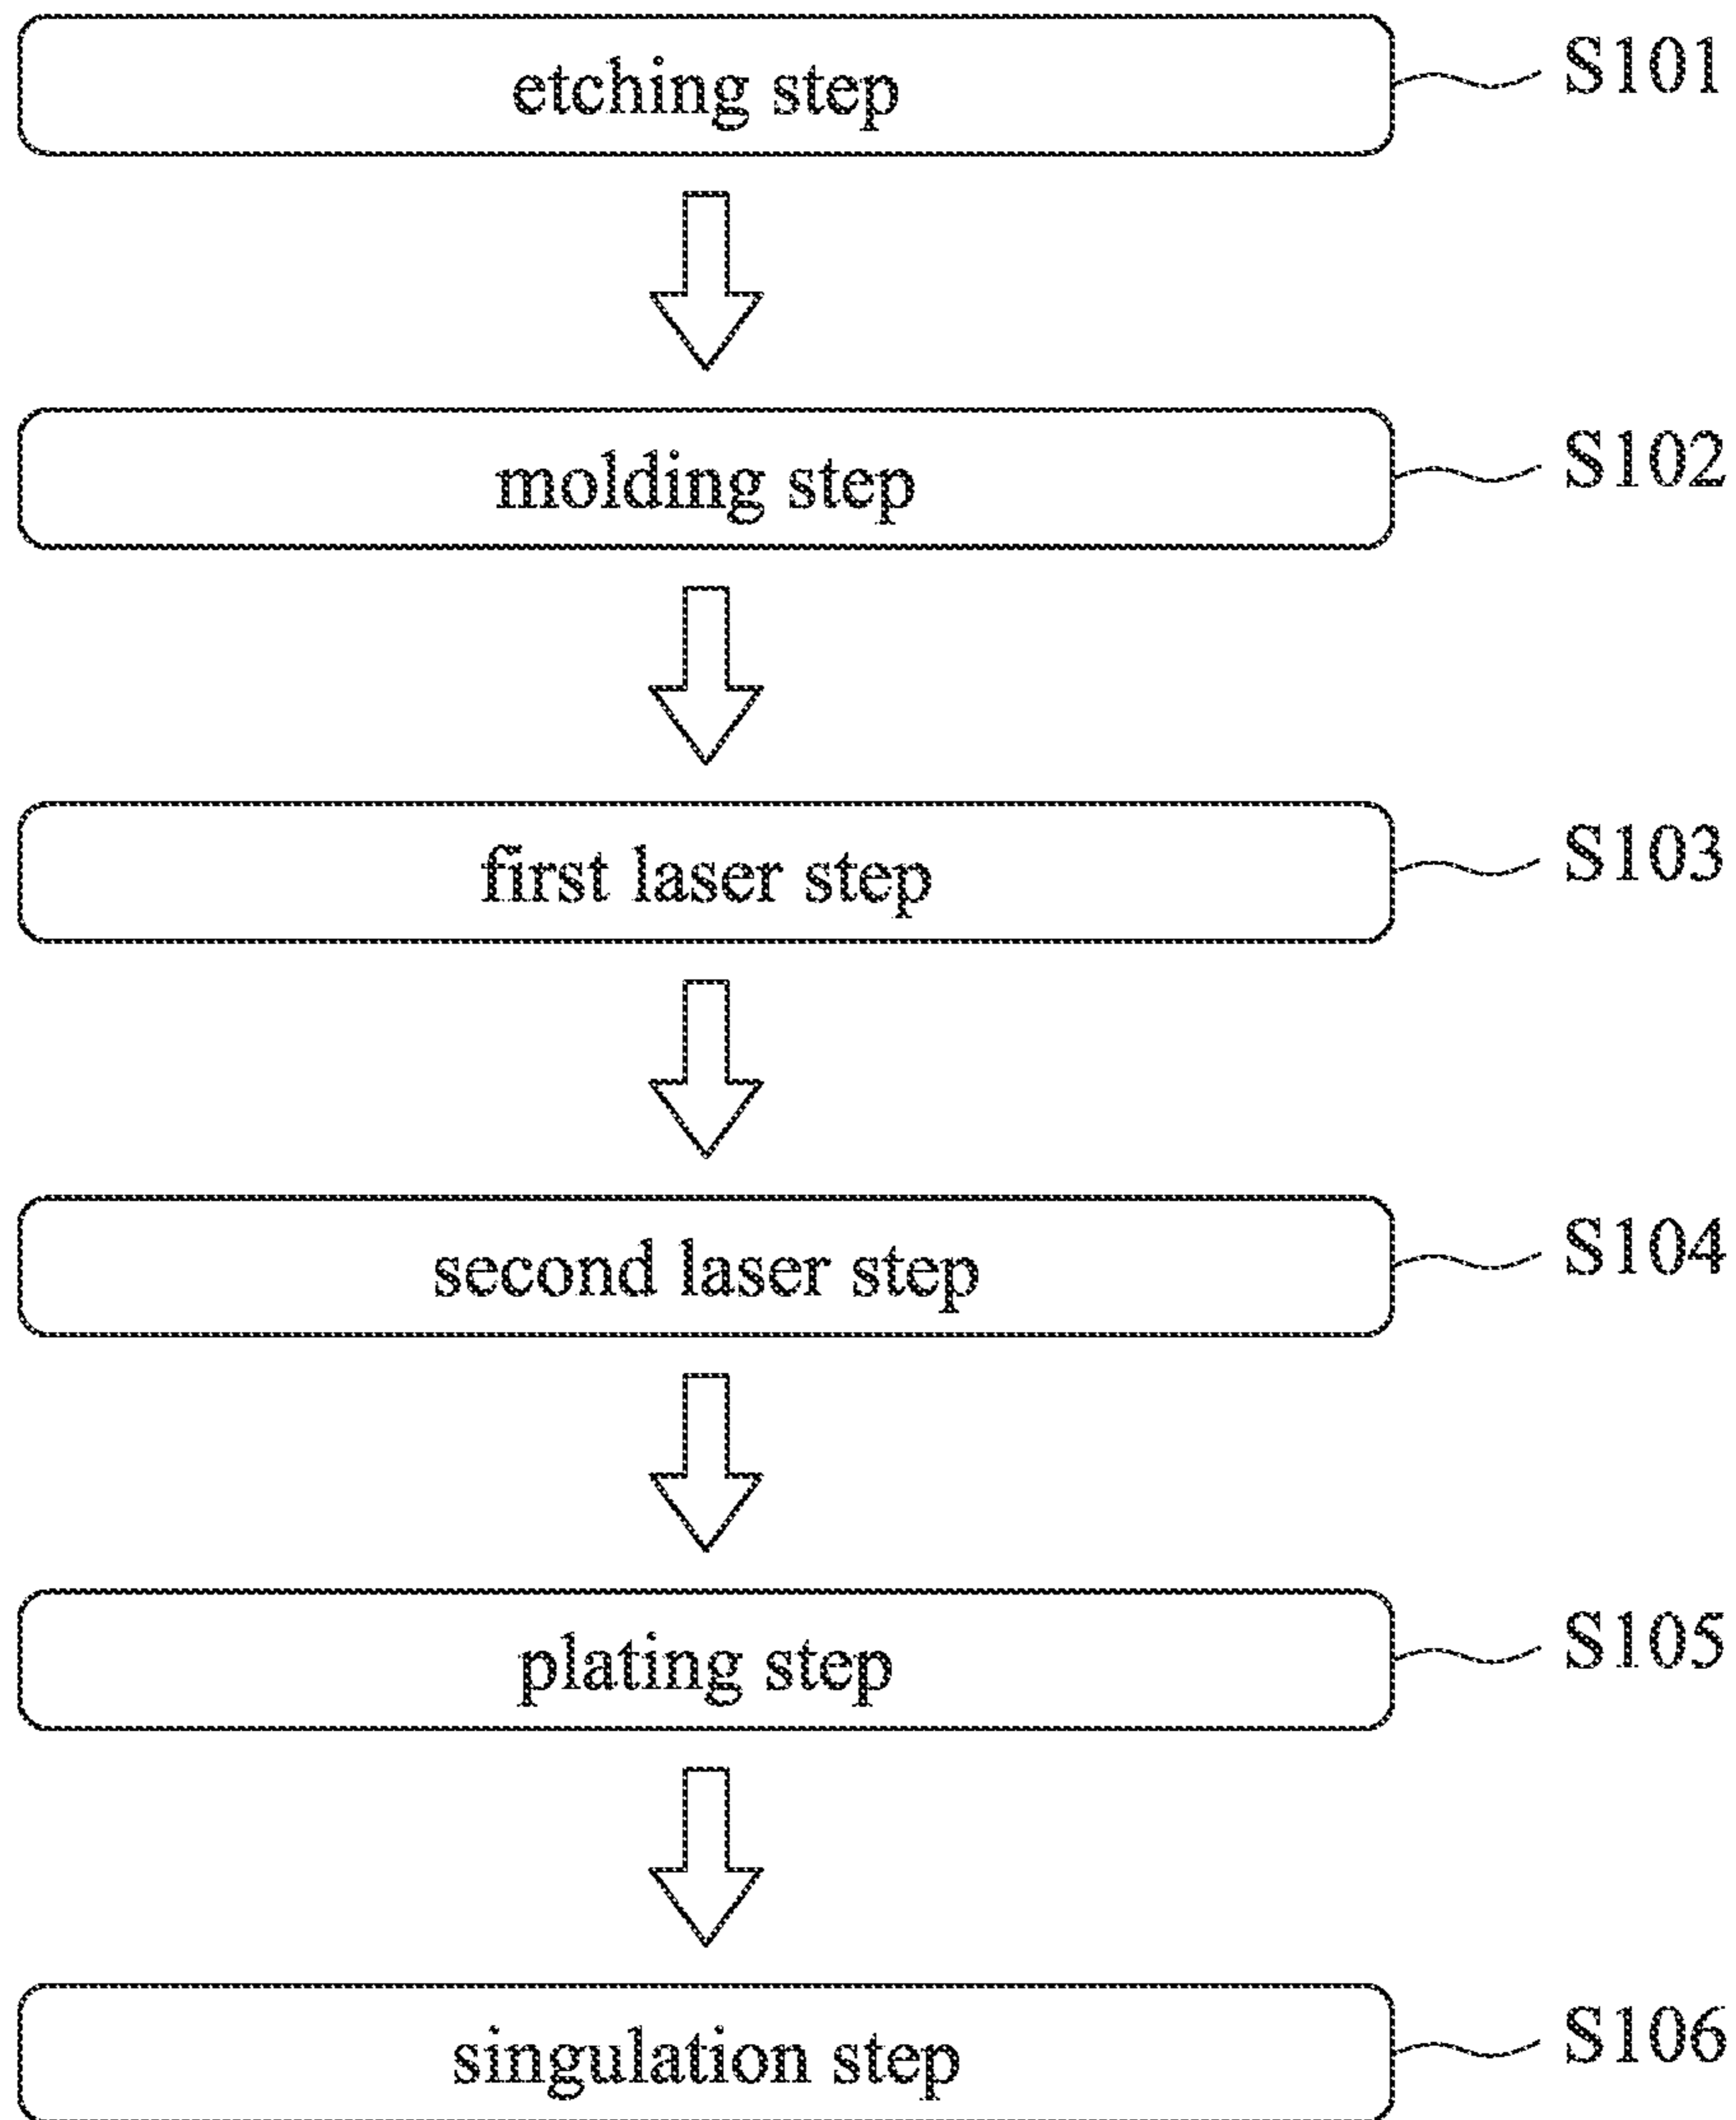 etching step S101
molding step S102
first laser step S103
second laser step S104
plating step S105
singulation step S106